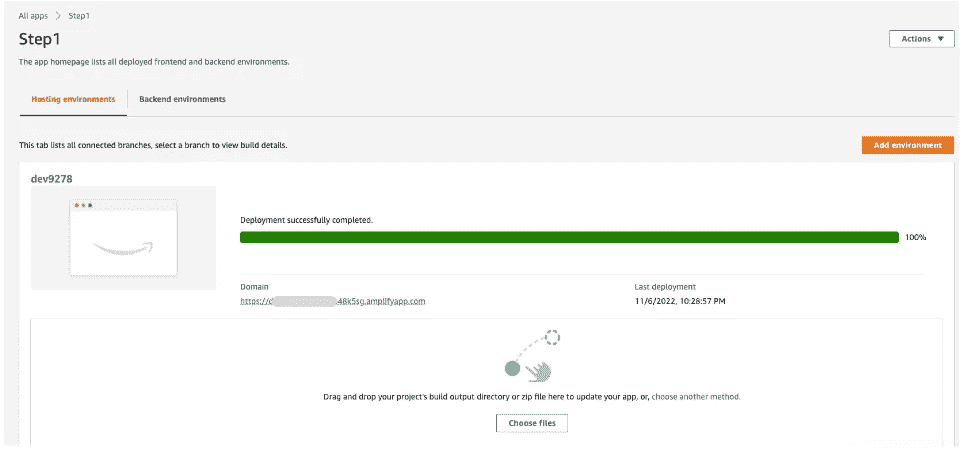 All apps > Step1
Step1
Actions
The app homepage lists all deployed frontend and backend environments.
Hosting environments
Backend environments
This tab lists all connected branches, select a branch to view build details.
Add environment
dev9278
Deployment successfully completed.
100%
Domain
https://d 48k5sg.amplifyapp.com
Last deployment
11/6/2022, 10:28:57 PM
Drag and drop your project's build output directory or zip file here to update your app, or, choose another method.
Choose files